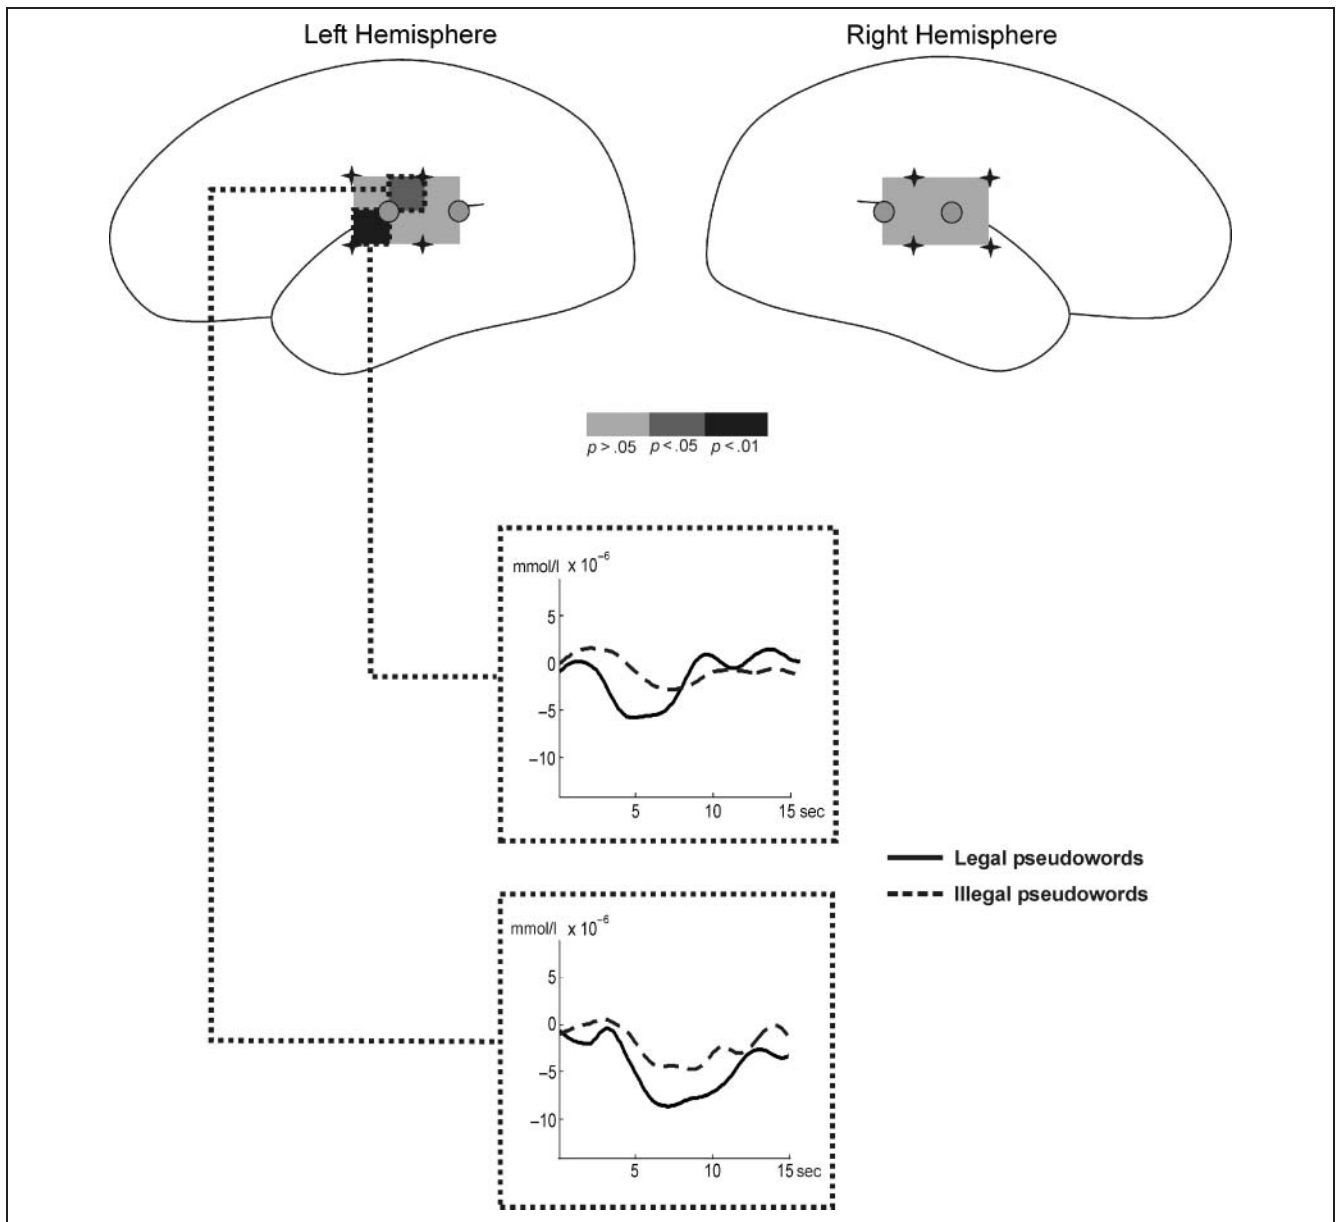 Left Hemisphere
Right Hemisphere
p > .05 p < .05 p < .01
mmol/l x 10⁻⁶
5
0
−5
−10
5 10 15 sec
Legal pseudowords
Illegal pseudowords
mmol/l x 10⁻⁶
5
0
−5
−10
5 10 15 sec